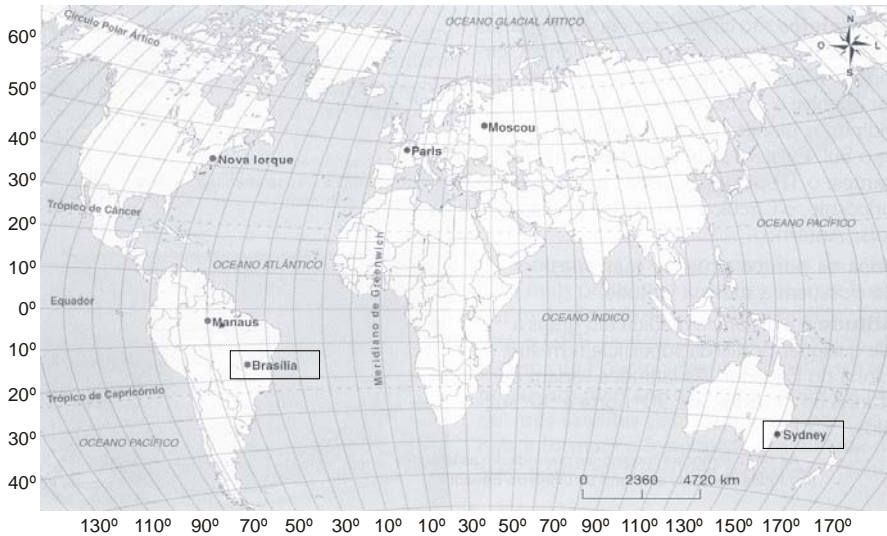 OCEANO GLACIAL ÁRTICO
Círculo Polar Ártico
N
O
L
S
60º
50º
Moscou
40º
Paris
Nova Iorque
30º
Trópico de Câncer
20º
OCEANO PACÍFICO
OCEANO ATLÂNTICO
10º
Meridiano de Greenwich
Equador
0º
Manaus
OCEANO ÍNDICO
10º
Brasília
20º
Trópico de Capricórnio
30º
OCEANO PACÍFICO
Sydney
40º
0 2360 4720 km
130º 110º 90º 70º 50º 30º 10º 10º 30º 50º 70º 90º 110º 130º 150º 170º 170º